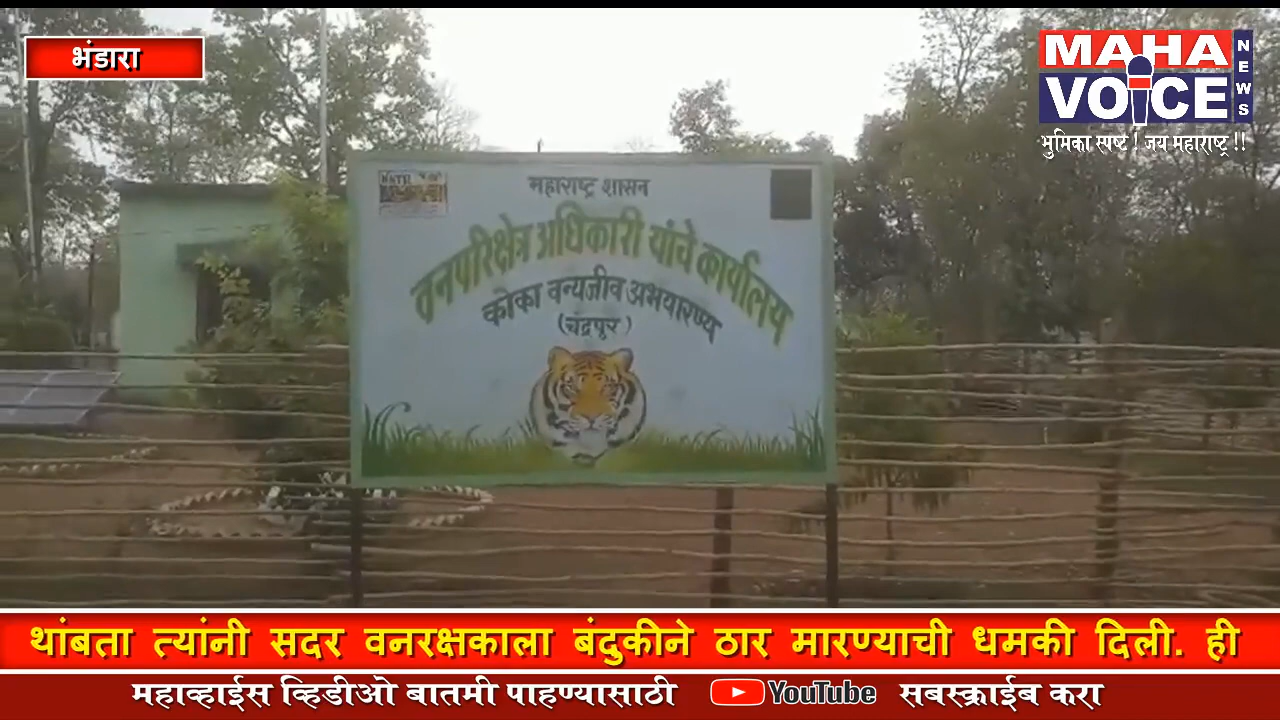 भंडारा
MAHA
VOICE
NEWS
भुमिका स्पष्ट ! जय महाराष्ट्र !!
महाराष्ट्र शासन
वनपरिक्षेत्र अधिकारी यांचे कार्यालय
कोका वन्यजीव अभयारण्य
(चंद्रपुर)
थांबता त्यांनी सदर वनरक्षकाला बंदुकीने ठार मारण्याची धमकी दिली. ही
महाव्हाईस व्हिडीओ बातमी पाहण्यासाठी YouTube सबस्क्राईब करा